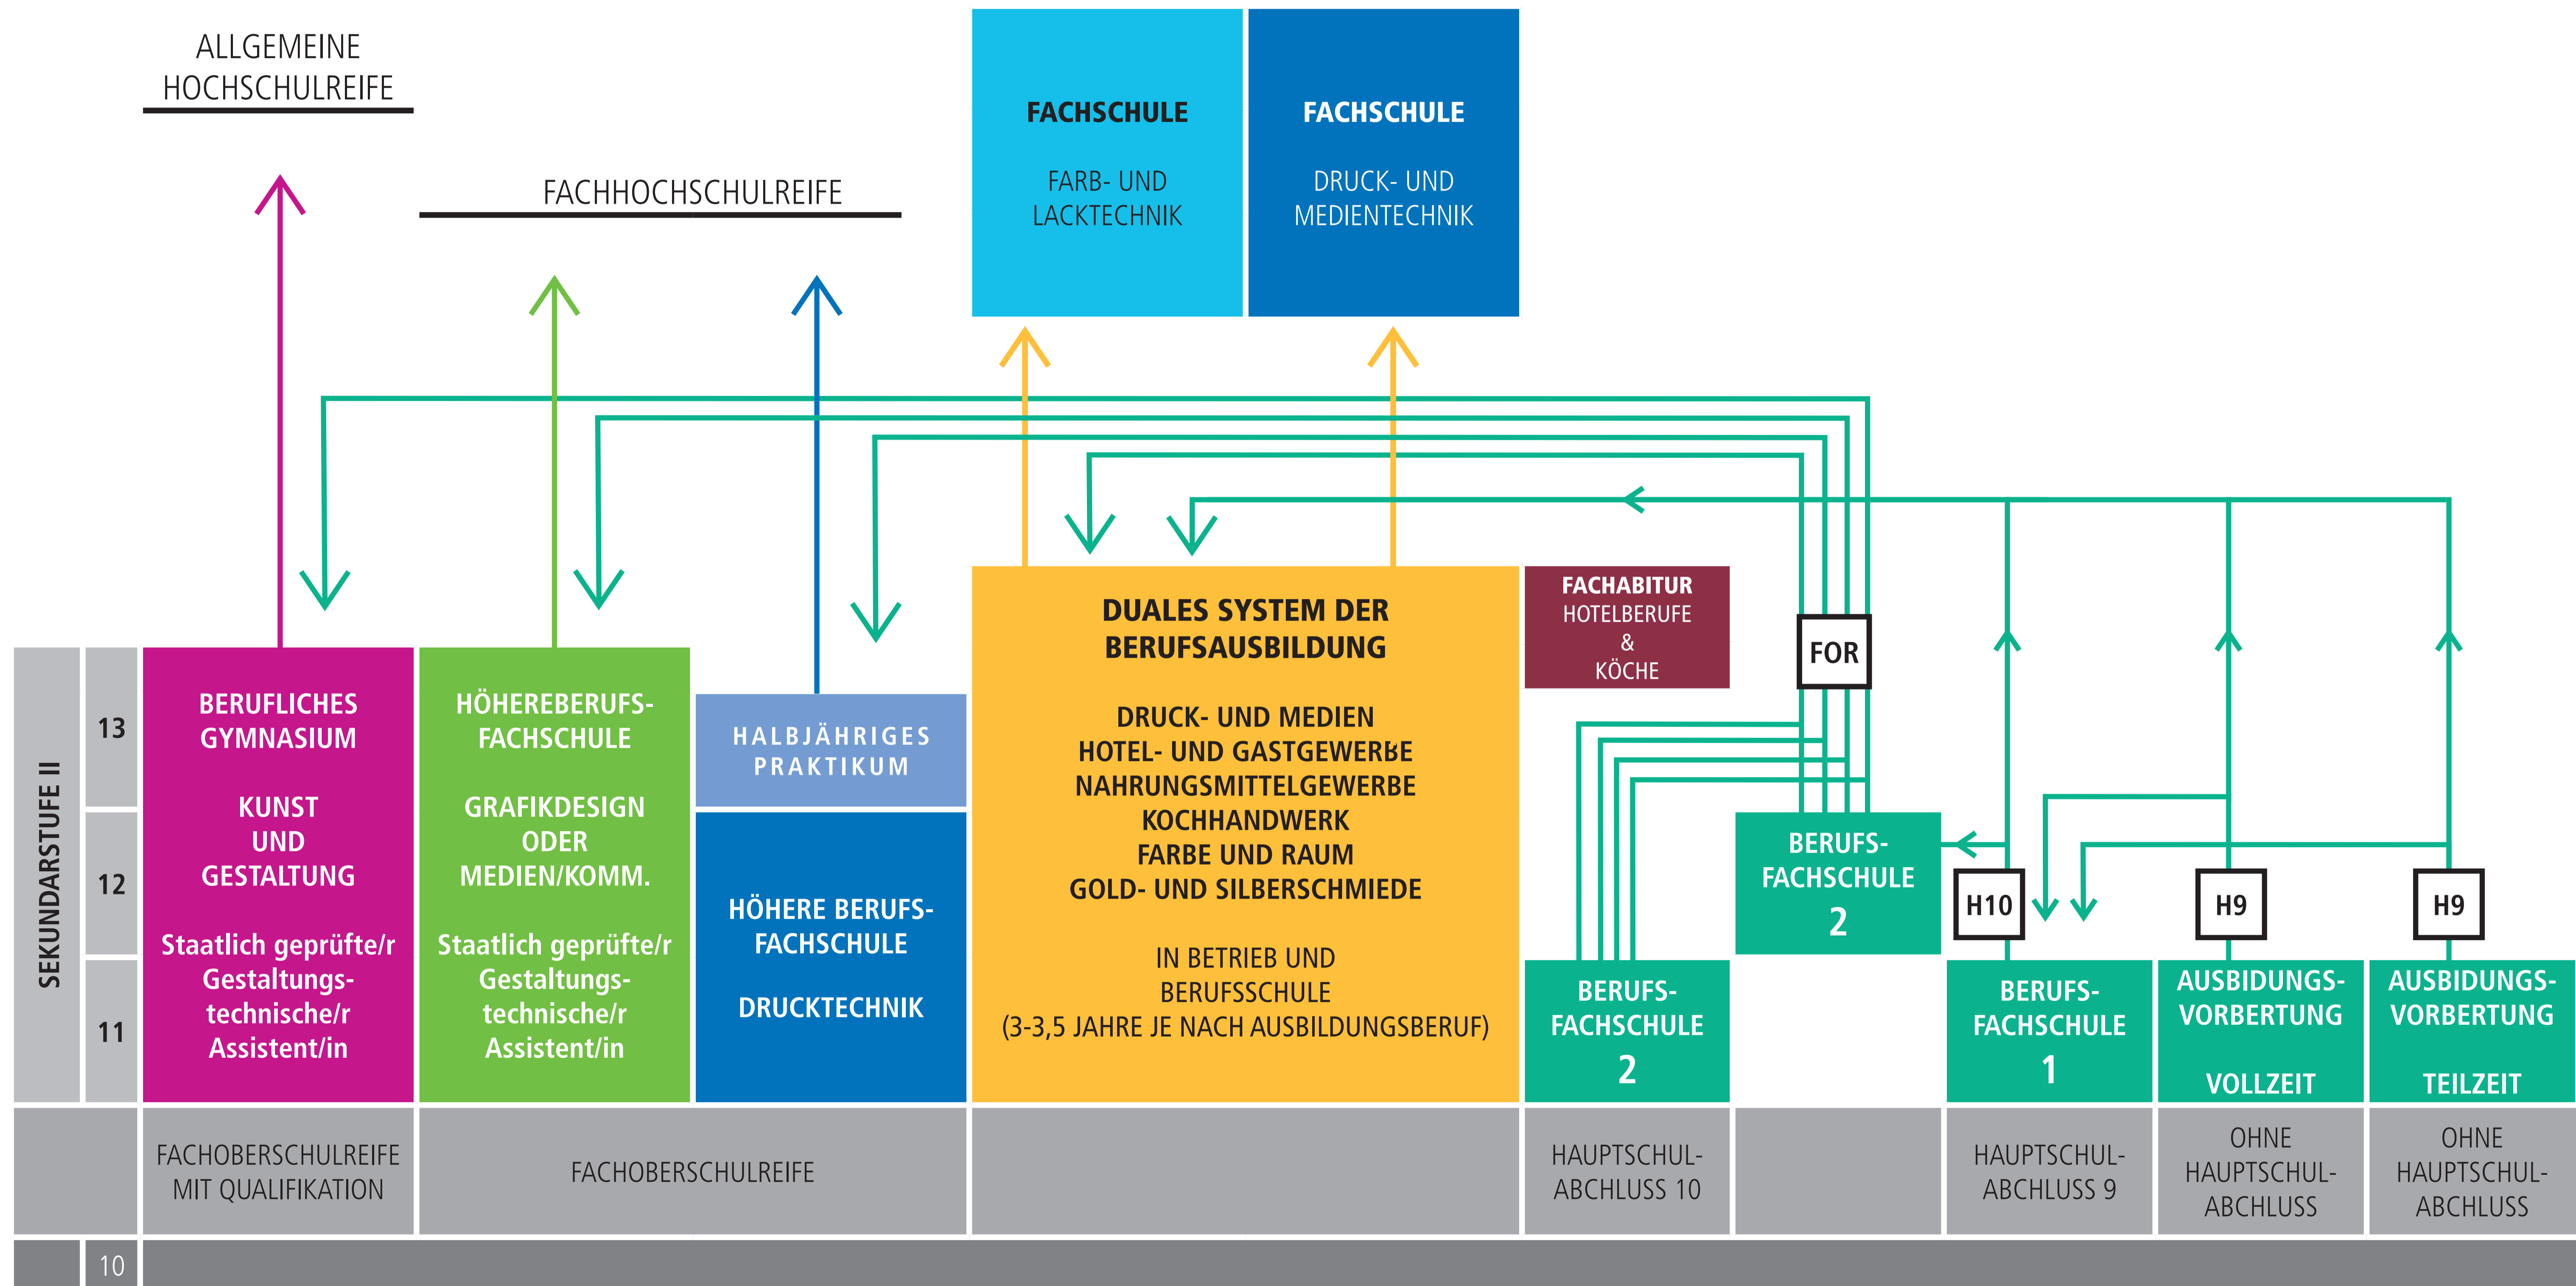 ALLGEMEINE
HOCHSCHULREIFE
FACHHOCHSCHULREIFE
FACHSCHULE
FARB- UND
LACKTECHNIK
FACHSCHULE
DRUCK- UND
MEDIENTECHNIK
SEKUNDARSTUFE II
13
12
11
BERUFLICHES
GYMNASIUM
KUNST
UND
GESTALTUNG
Staatlich geprüfte/r
Gestaltungs-
technische/r
Assistent/in
HÖHEREBERUFS-
FACHSCHULE
GRAFIKDESIGN
ODER
MEDIEN/KOMM.
Staatlich geprüfte/r
Gestaltungs-
technische/r
Assistent/in
HALBJÄHRIGES
PRAKTIKUM
HÖHERE BERUFS-
FACHSCHULE
DRUCKTECHNIK
DUALES SYSTEM DER
BERUFSAUSBILDUNG
DRUCK- UND MEDIEN
HOTEL- UND GASTGEWERBE
NAHRUNGSMITTELGEWERBE
KOCHHANDWERK
FARBE UND RAUM
GOLD- UND SILBERSCHMIEDE
IN BETRIEB UND
BERUFSSCHULE
(3-3,5 JAHRE JE NACH AUSBILDUNGSBERUF)
FACHABITUR
HOTELBERUFE
&
KÖCHE
FOR
BERUFS-
FACHSCHULE
2
BERUFS-
FACHSCHULE
2
H10
H9
H9
BERUFS-
FACHSCHULE
1
AUSBIDUNGS-
VORBERTUNG
VOLLZEIT
AUSBIDUNGS-
VORBERTUNG
TEILZEIT
FACHOBERSCHULREIFE
MIT QUALIFIKATION
FACHOBERSCHULREIFE
HAUPTSCHUL-
ABCHLUSS 10
HAUPTSCHUL-
ABCHLUSS 9
OHNE
HAUPTSCHUL-
ABCHLUSS
OHNE
HAUPTSCHUL-
ABCHLUSS
10